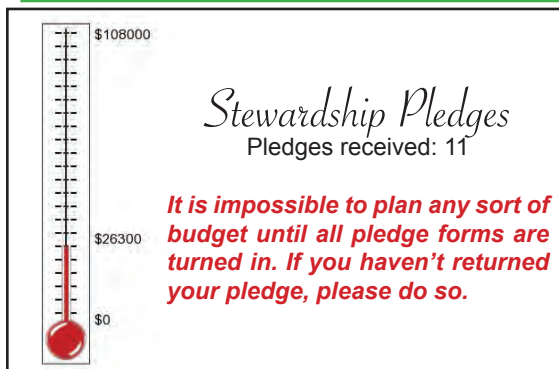 $108000
Stewardship Pledges
Pledges received: 11
It is impossible to plan any sort of
budget until all pledge forms are
turned in. If you haven’t returned
your pledge, please do so.
$26300
$0